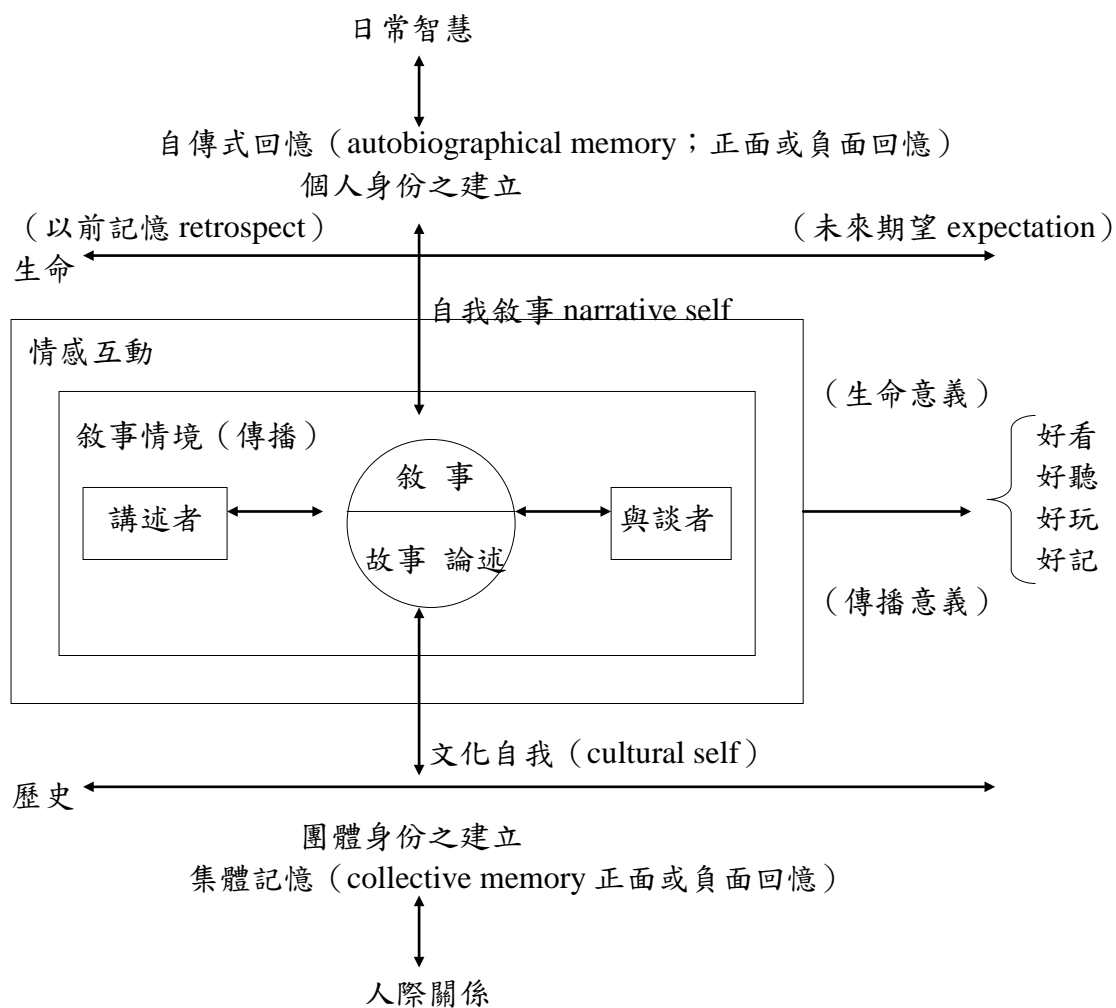 日常智慧
自傳式回憶（autobiographical memory；正面或負面回憶）
個人身份之建立
（以前記憶 retrospect）
（未來期望 expectation）
生命
自我敘事 narrative self
情感互動
（生命意義）
敘事情境（傳播）
好看
敘 事
好聽
講述者
與談者
好玩
故事 論述
好記
（傳播意義）
文化自我（cultural self）
歷史
團體身份之建立
集體記憶（collective memory 正面或負面回憶）
人際關係